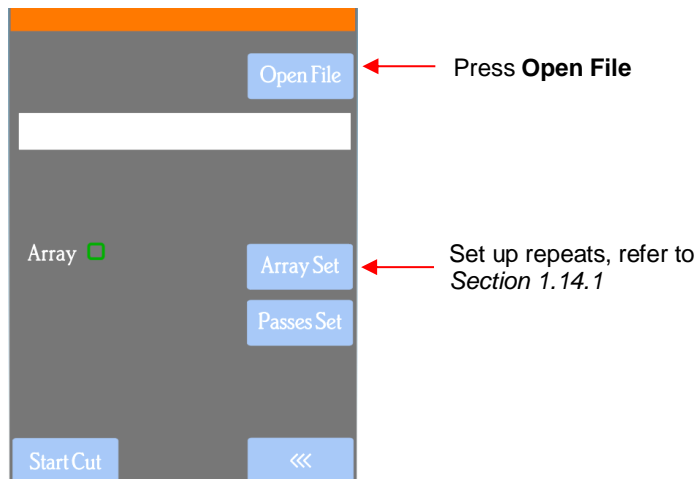 Open File
Press Open File
Array
Array Set
Set up repeats, refer to
Section 1.14.1
Passes Set
Start Cut
<<<